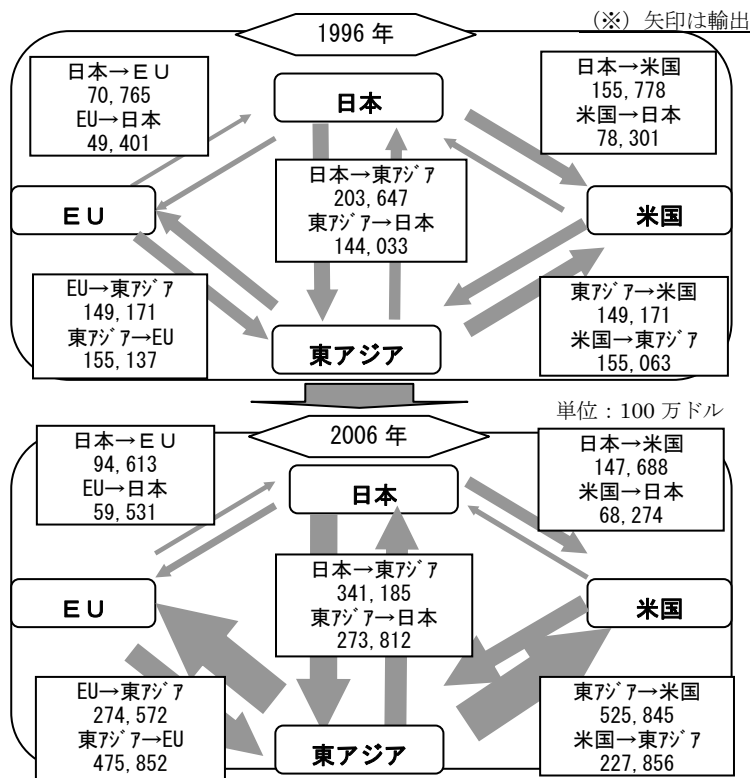 （※）矢印は輸出
1996 年
日本→ＥＵ
70,765
EU→日本
49,401
日本
日本→米国
155,778
米国→日本
78,301
ＥＵ
日本→東ｱｼﾞｱ
203,647
東ｱｼﾞｱ→日本
144,033
米国
EU→東ｱｼﾞｱ
149,171
東ｱｼﾞｱ→EU
155,137
東アジア
東ｱｼﾞｱ→米国
149,171
米国→東ｱｼﾞｱ
155,063
単位：100 万ドル
2006 年
日本→ＥＵ
94,613
EU→日本
59,531
日本
日本→米国
147,688
米国→日本
68,274
ＥＵ
日本→東ｱｼﾞｱ
341,185
東ｱｼﾞｱ→日本
273,812
米国
EU→東ｱｼﾞｱ
274,572
東ｱｼﾞｱ→EU
475,852
東アジア
東ｱｼﾞｱ→米国
525,845
米国→東ｱｼﾞｱ
227,856